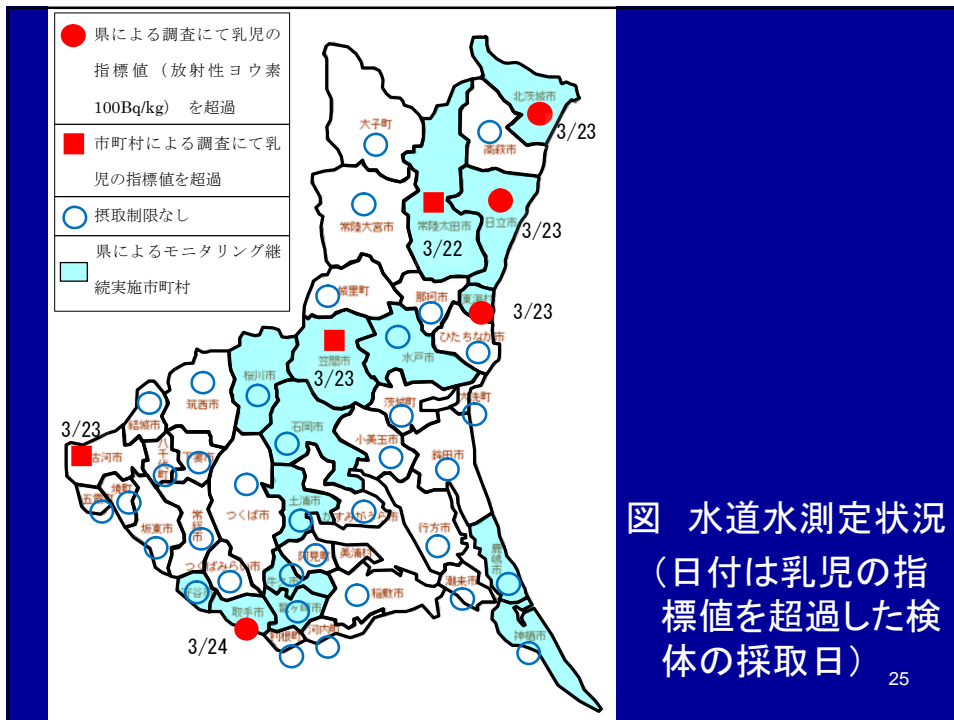 県による調査にて乳児の
指標値（放射性ヨウ素
100Bq/kg） を超過
市町村による調査にて乳
児の指標値を超過
摂取制限なし
県によるモニタリング継
続実施市町村
北茨城市
3/23
大子町
高萩市
常陸大宮市
常陸太田市
3/22
日立市
3/23
城里町
那珂市
東海村
3/23
ひたちなか市
笠間市
3/23
水戸市
桜川市
筑西市
茨城町
大洗町
結城市
石岡市
小美玉市
鉾田市
3/23
古河市
八千代町
下妻市
五霞町
境町
土浦市
かすみがうら市
つくば市
坂東市
常総市
行方市
阿見町
美浦村
つくばみらい市
牛久市
潮来市
鹿嶋市
守谷市
稲敷市
取手市
龍ヶ崎市
利根町
河内町
神栖市
3/24
図 水道水測定状況
（日付は乳児の指
標値を超過した検
体の採取日）
25